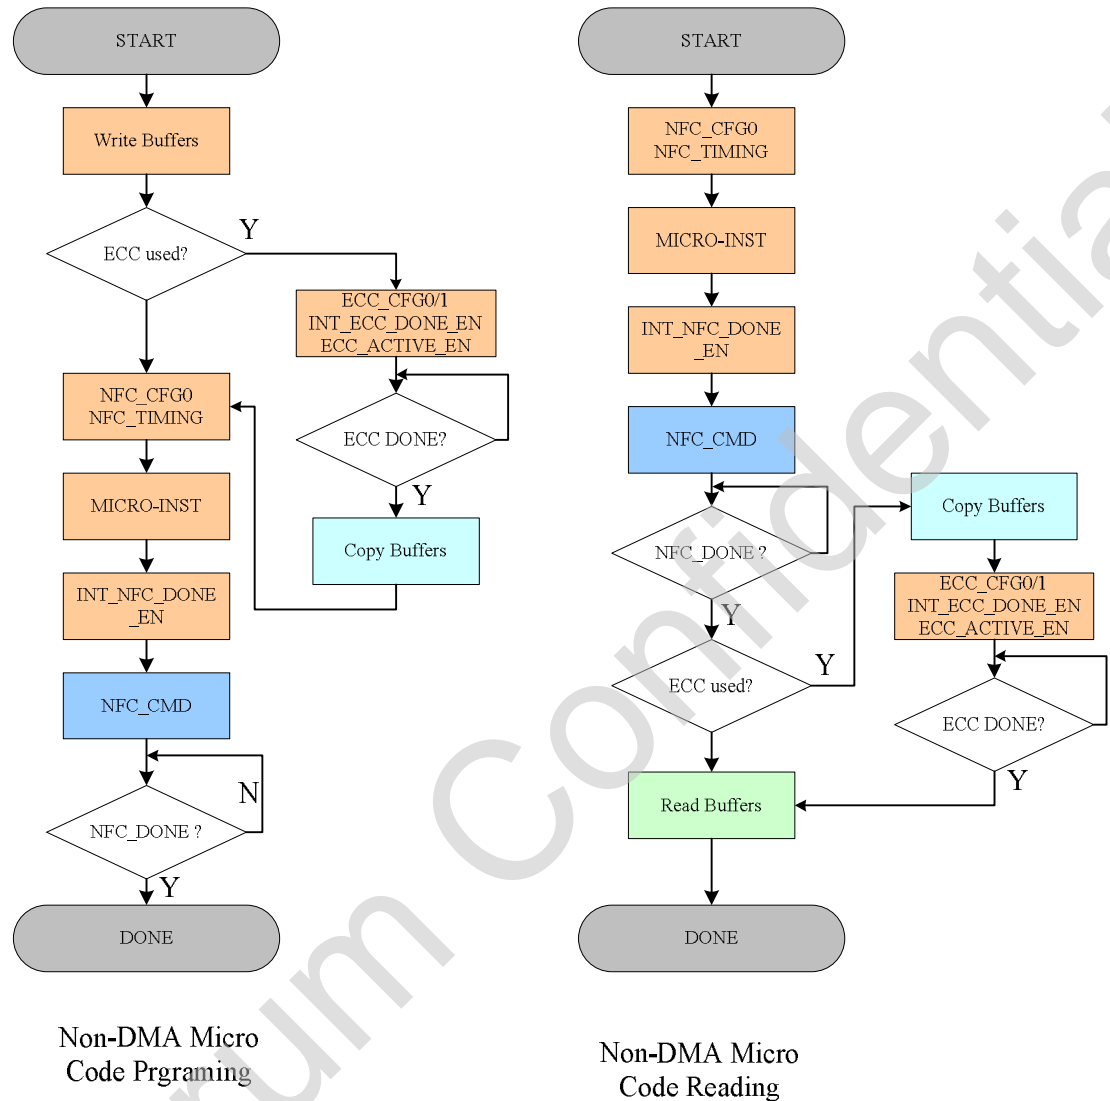 START
Write Buffers
ECC used?
Y
ECC_CFG0/1
INT_ECC_DONE_EN
ECC_ACTIVE_EN
ECC DONE?
Y
Copy Buffers
NFC_CFG0
NFC_TIMING
MICRO-INST
INT_NFC_DONE
_EN
NFC_CMD
N
NFC_DONE ?
Y
DONE
Non-DMA Micro
Code Prgraming
START
NFC_CFG0
NFC_TIMING
MICRO-INST
INT_NFC_DONE
_EN
NFC_CMD
NFC_DONE ?
Y
ECC used?
Y
Copy Buffers
ECC_CFG0/1
INT_ECC_DONE_EN
ECC_ACTIVE_EN
ECC DONE?
Y
Read Buffers
DONE
Non-DMA Micro
Code Reading
rum Confidential